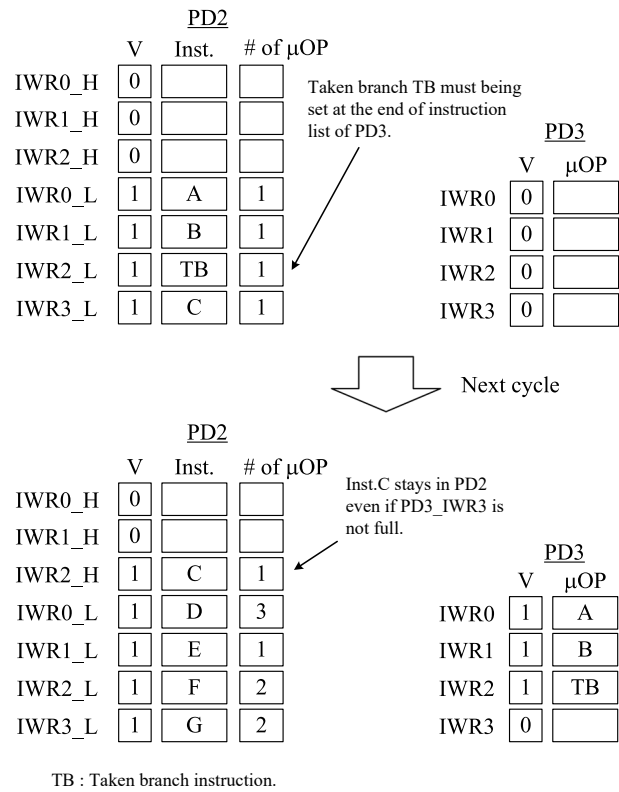 PD2
V Inst. # of μOP
IWR0_H 0
IWR1_H 0
IWR2_H 0
IWR0_L 1 A 1
IWR1_L 1 B 1
IWR2_L 1 TB 1
IWR3_L 1 C 1
Taken branch TB must being
set at the end of instruction
list of PD3.
PD3
V μOP
IWR0 0
IWR1 0
IWR2 0
IWR3 0
Next cycle
PD2
V Inst. # of μOP
IWR0_H 0
IWR1_H 0
IWR2_H 1 C 1
IWR0_L 1 D 3
IWR1_L 1 E 1
IWR2_L 1 F 2
IWR3_L 1 G 2
Inst.C stays in PD2
even if PD3_IWR3 is
not full.
PD3
V μOP
IWR0 1 A
IWR1 1 B
IWR2 1 TB
IWR3 0
TB : Taken branch instruction.